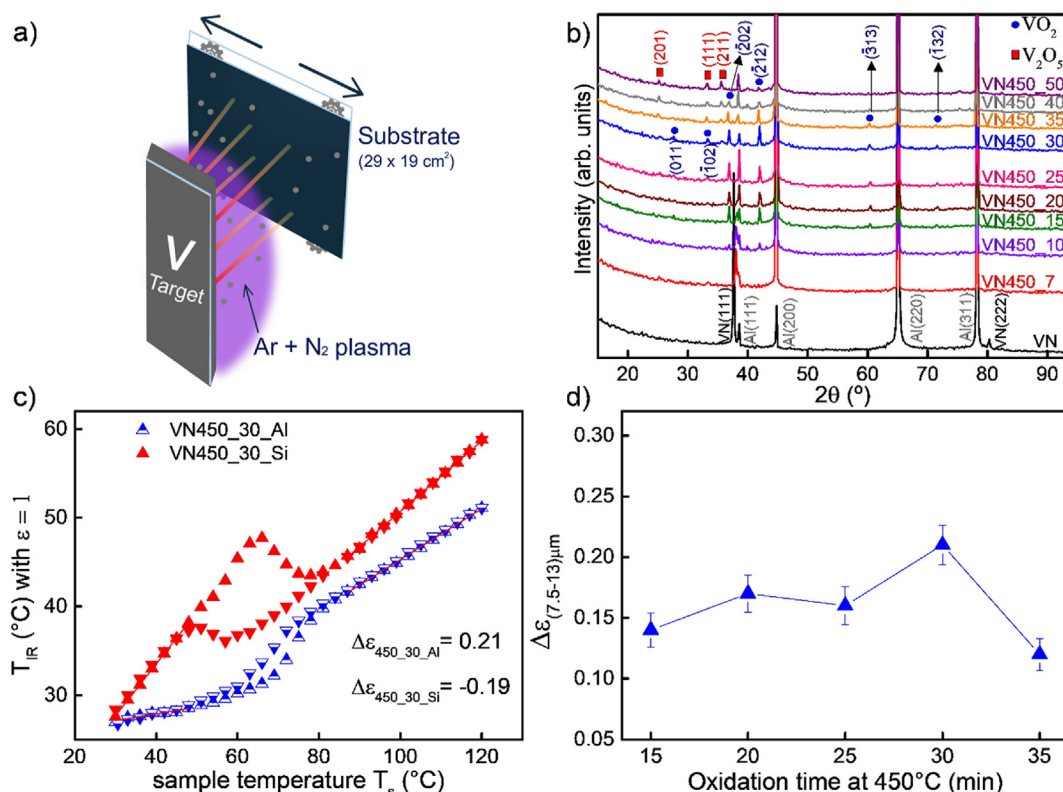 a)
Substrate
(29 x 19 cm²)
V
Target
Ar + N₂ plasma
b)
Intensity (arb. units)
VO₂
V₂O₅
(201)
(111)
(211)
(2̄02)
(2̄12)
(3̄13)
(1̄32)
(011)
(1̄02)
VN450_50
VN450_40
VN450_35
VN450_30
VN450_25
VN450_20
VN450_15
VN450_10
VN450_7
VN
VN(111)
Al(111)
Al(200)
Al(220)
Al(311)
VN(222)
20 30 40 50 60 70 80 90
2θ (º)
c)
VN450_30_Al
VN450_30_Si
T_IR (°C) with ε = 1
60
50
40
30
Δε450_30_Al = 0.21
Δε450_30_Si = -0.19
20 40 60 80 100 120
sample temperature Tₛ (°C)
d)
Δε(7.5-13)μm
0.30
0.25
0.20
0.15
0.10
0.05
15 20 25 30 35
Oxidation time at 450°C (min)